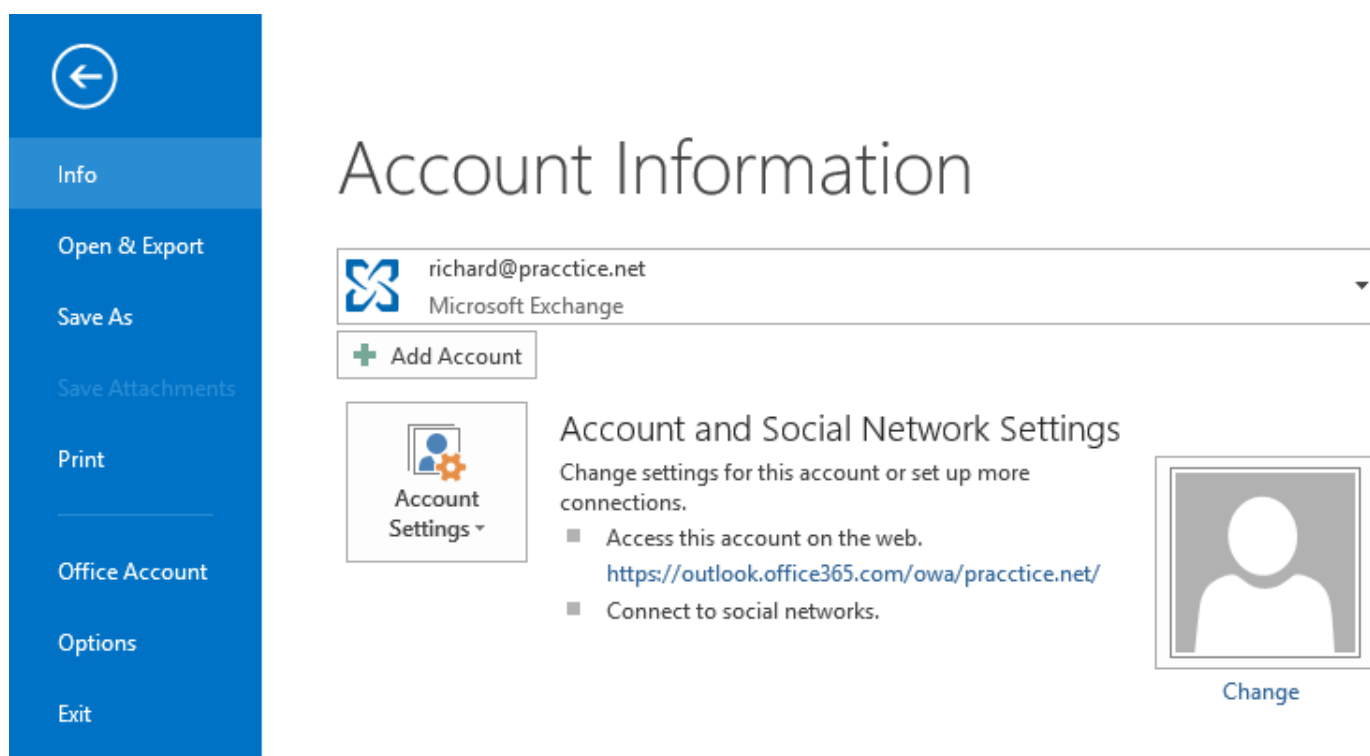 Info
Open & Export
Save As
Save Attachments
Print
Office Account
Options
Exit
Account Information
richard@pracctice.net
Microsoft Exchange
Add Account
Account
Settings
Account and Social Network Settings
Change settings for this account or set up more
connections.
Access this account on the web.
https://outlook.office365.com/owa/pracctice.net/
Connect to social networks.
Change